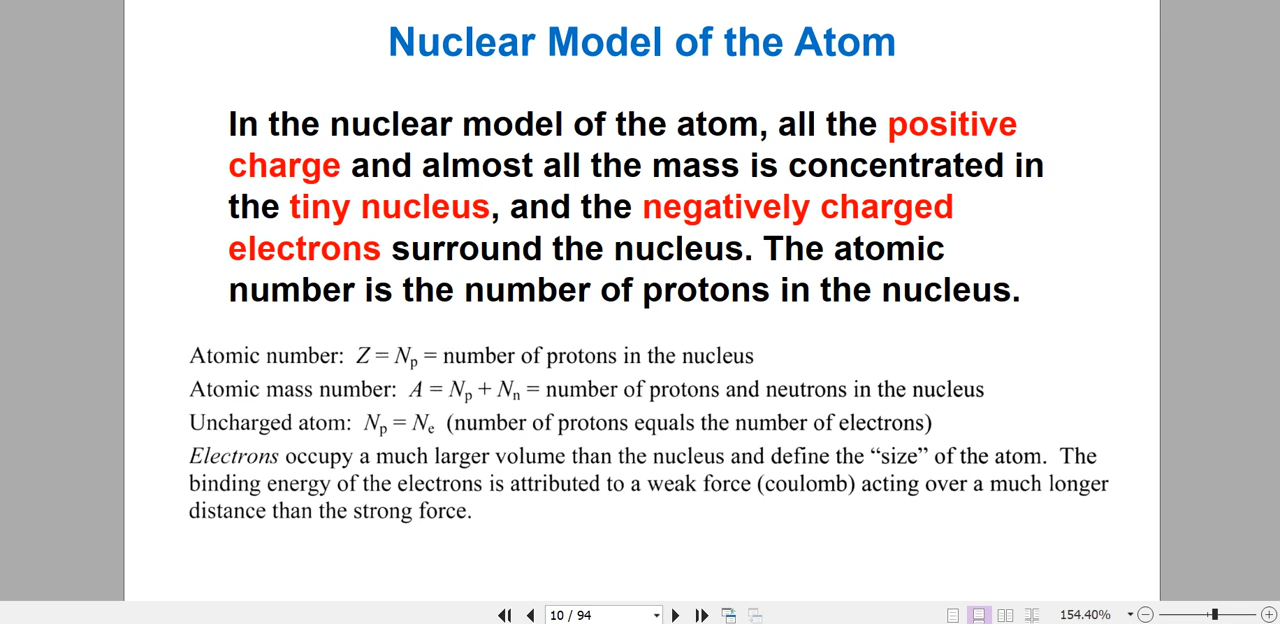 Nuclear Model of the Atom
In the nuclear model of the atom, all the positive
charge and almost all the mass is concentrated in
the tiny nucleus, and the negatively charged
electrons surround the nucleus. The atomic
number is the number of protons in the nucleus.
Atomic number: Z = Np = number of protons in the nucleus
Atomic mass number: A = Np + Nn = number of protons and neutrons in the nucleus
Uncharged atom: Np = Ne (number of protons equals the number of electrons)
Electrons occupy a much larger volume than the nucleus and define the “size” of the atom. The
binding energy of the electrons is attributed to a weak force (coulomb) acting over a much longer
distance than the strong force.
10 / 94
154.40%